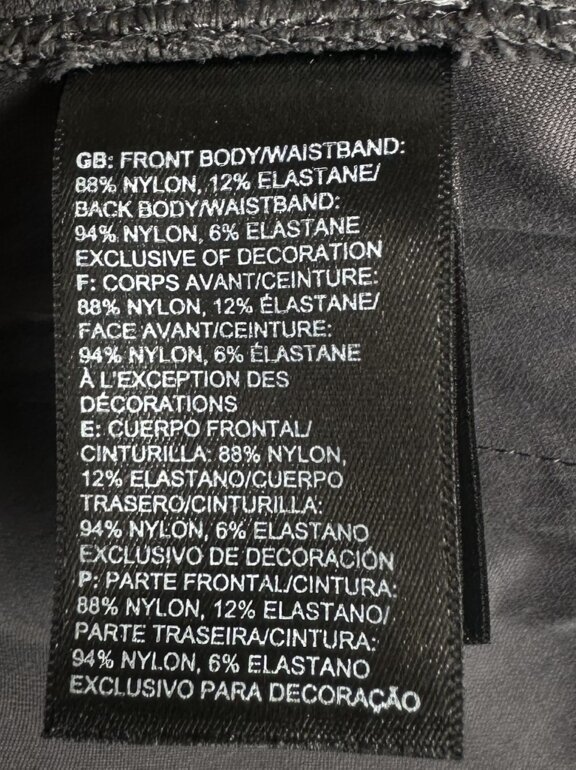 GB: FRONT BODY/WAISTBAND:
88% NYLON, 12% ELASTANE/
BACK BODY/WAISTBAND:
94% NYLON, 6% ELASTANE
EXCLUSIVE OF DECORATION
F: CORPS AVANT/CEINTURE:
88% NYLON, 12% ÉLASTANE/
FACE AVANT/CEINTURE:
94% NYLON, 6% ÉLASTANE
À L'EXCEPTION DES
DÉCORATIONS
E: CUERPO FRONTAL/
CINTURILLA: 88% NYLON,
12% ELASTANO/CUERPO
TRASERO/CINTURILLA:
94% NYLON, 6% ELASTANO
EXCLUSIVO DE DECORACIÓN
P: PARTE FRONTAL/CINTURA:
88% NYLON, 12% ELASTANO/
PARTE TRASEIRA/CINTURA:
94% NYLON, 6% ELASTANO
EXCLUSIVO PARA DECORAÇÃO